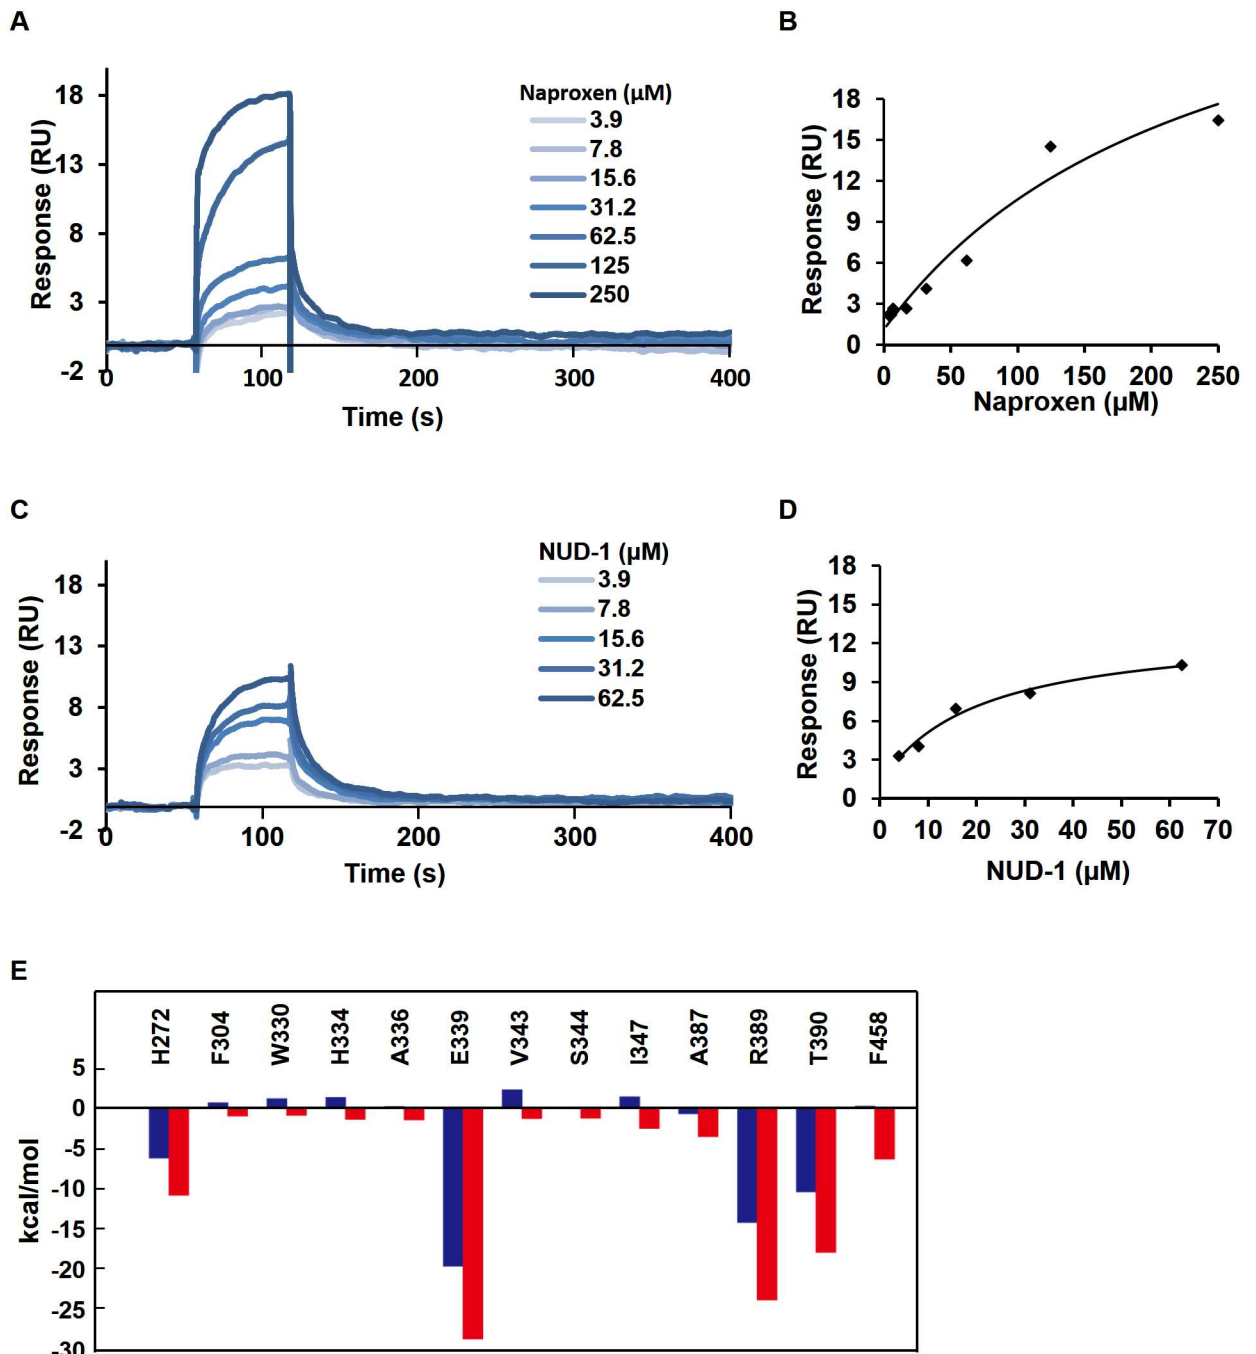 A
Response (RU)
18
13
8
3
-2
0
100
200
300
400
Time (s)
Naproxen (µM)
3.9
7.8
15.6
31.2
62.5
125
250
B
Response (RU)
18
15
12
9
6
3
0
0
50
100
150
200
250
Naproxen (µM)
C
Response (RU)
18
13
8
3
-2
0
100
200
300
400
Time (s)
NUD-1 (µM)
3.9
7.8
15.6
31.2
62.5
D
Response (RU)
18
15
12
9
6
3
0
0
10
20
30
40
50
60
70
NUD-1 (µM)
E
H272
F304
W330
H334
A336
E339
V343
S344
I347
A387
R389
T390
F458
kcal/mol
5
0
-5
-10
-15
-20
-25
-30